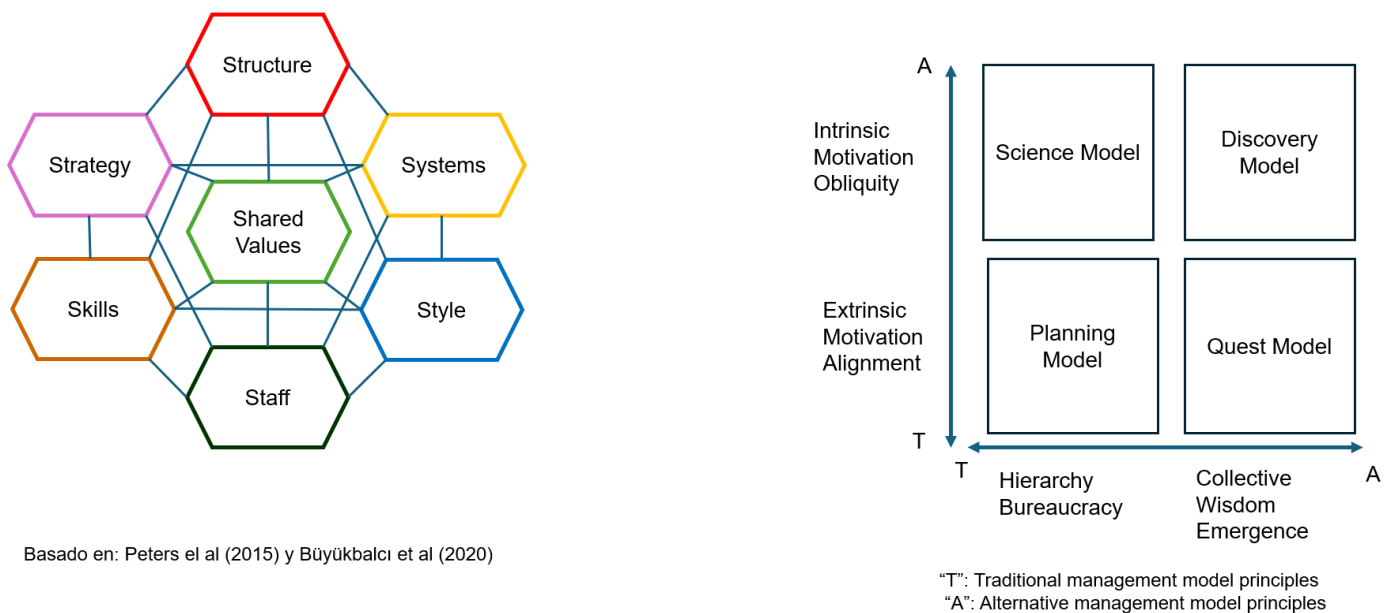 Structure
Strategy
Systems
Shared
Values
Skills
Style
Staff
Basado en: Peters el al (2015) y Büyükbalcı et al (2020)
A
Intrinsic
Motivation
Obliquity
Science Model
Discovery
Model
Extrinsic
Motivation
Alignment
Planning
Model
Quest Model
T
T
A
Hierarchy
Bureaucracy
Collective
Wisdom
Emergence
“T”: Traditional management model principles
“A”: Alternative management model principles